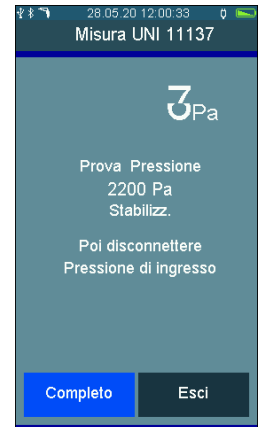 28.05.20 12:00:33
Misura UNI 11137
3Pa
Prova Pressione
2200 Pa
Stabilizz.
Poi disconnettere
Pressione di ingresso
Completo
Esci